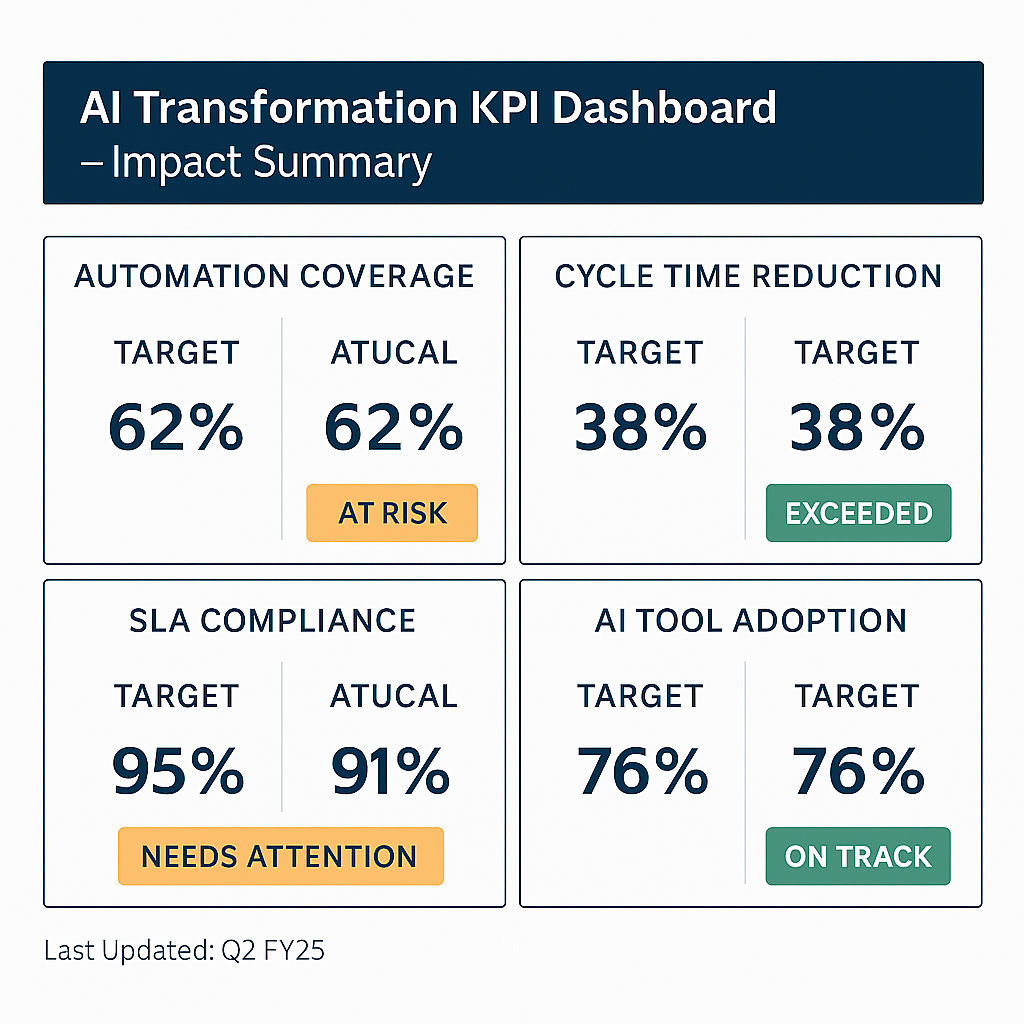 AI Transformation KPI Dashboard
– Impact Summary
AUTOMATION COVERAGE
TARGET
ATUCAL
62%
62%
AT RISK
CYCLE TIME REDUCTION
TARGET
TARGET
38%
38%
EXCEEDED
SLA COMPLIANCE
TARGET
ATUCAL
95%
91%
NEEDS ATTENTION
AI TOOL ADOPTION
TARGET
TARGET
76%
76%
ON TRACK
Last Updated: Q2 FY25